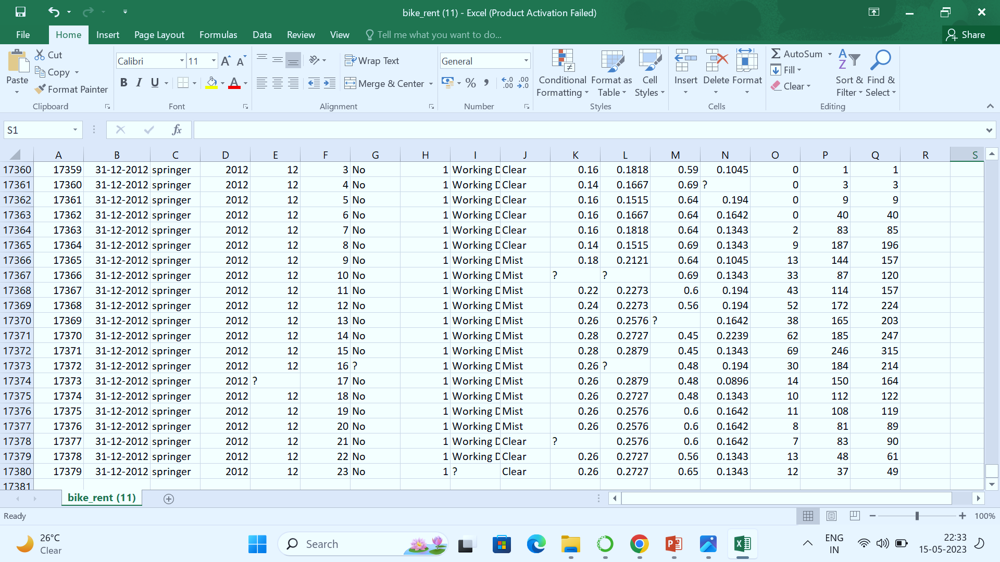 bike_rent (11) - Excel (Product Activation Failed)
File Home Insert Page Layout Formulas Data Review View Tell me what you want to do... Share
Paste Cut Copy Format Painter Clipboard
Calibri 11 A A B I U A Font
Wrap Text Merge & Center Alignment
General % , .0 .00 .00 .0 Number
Conditional Formatting Format as Table Cell Styles Styles
Insert Delete Format Cells
AutoSum Fill Clear Sort & Filter Find & Select Editing
S1 fx
A B C D E F G H I J K L M N O P Q R S
17360 17359 31-12-2012 springer 2012 12 3 No 1 Working D Clear 0.16 0.1818 0.59 0.1045 0 1 1
17361 17360 31-12-2012 springer 2012 12 4 No 1 Working D Clear 0.14 0.1667 0.69 ? 0 3 3
17362 17361 31-12-2012 springer 2012 12 5 No 1 Working D Clear 0.16 0.1515 0.64 0.194 0 9 9
17363 17362 31-12-2012 springer 2012 12 6 No 1 Working D Clear 0.16 0.1667 0.64 0.1642 0 40 40
17364 17363 31-12-2012 springer 2012 12 7 No 1 Working D Clear 0.16 0.1818 0.64 0.1343 2 83 85
17365 17364 31-12-2012 springer 2012 12 8 No 1 Working D Clear 0.14 0.1515 0.69 0.1343 9 187 196
17366 17365 31-12-2012 springer 2012 12 9 No 1 Working D Mist 0.18 0.2121 0.64 0.1045 13 144 157
17367 17366 31-12-2012 springer 2012 12 10 No 1 Working D Mist ? ? 0.69 0.1343 33 87 120
17368 17367 31-12-2012 springer 2012 12 11 No 1 Working D Mist 0.22 0.2273 0.6 0.194 43 114 157
17369 17368 31-12-2012 springer 2012 12 12 No 1 Working D Mist 0.24 0.2273 0.56 0.194 52 172 224
17370 17369 31-12-2012 springer 2012 12 13 No 1 Working D Mist 0.26 0.2576 ? 0.1642 38 165 203
17371 17370 31-12-2012 springer 2012 12 14 No 1 Working D Mist 0.28 0.2727 0.45 0.2239 62 185 247
17372 17371 31-12-2012 springer 2012 12 15 No 1 Working D Mist 0.28 0.2879 0.45 0.1343 69 246 315
17373 17372 31-12-2012 springer 2012 12 16 ? 1 Working D Mist 0.26 ? 0.48 0.194 30 184 214
17374 17373 31-12-2012 springer 2012 ? 17 No 1 Working D Mist 0.26 0.2879 0.48 0.0896 14 150 164
17375 17374 31-12-2012 springer 2012 12 18 No 1 Working D Mist 0.26 0.2727 0.48 0.1343 10 112 122
17376 17375 31-12-2012 springer 2012 12 19 No 1 Working D Mist 0.26 0.2576 0.6 0.1642 11 108 119
17377 17376 31-12-2012 springer 2012 12 20 No 1 Working D Mist 0.26 0.2576 0.6 0.1642 8 81 89
17378 17377 31-12-2012 springer 2012 12 21 No 1 Working D Clear ? 0.2576 0.6 0.1642 7 83 90
17379 17378 31-12-2012 springer 2012 12 22 No 1 Working D Clear 0.26 0.2727 0.56 0.1343 13 48 61
17380 17379 31-12-2012 springer 2012 12 23 No 1 ? Clear 0.26 0.2727 0.65 0.1343 12 37 49
17381
bike_rent (11)
Ready 100%
26°C
Clear
Search
ENG
IN
22:33
15-05-2023